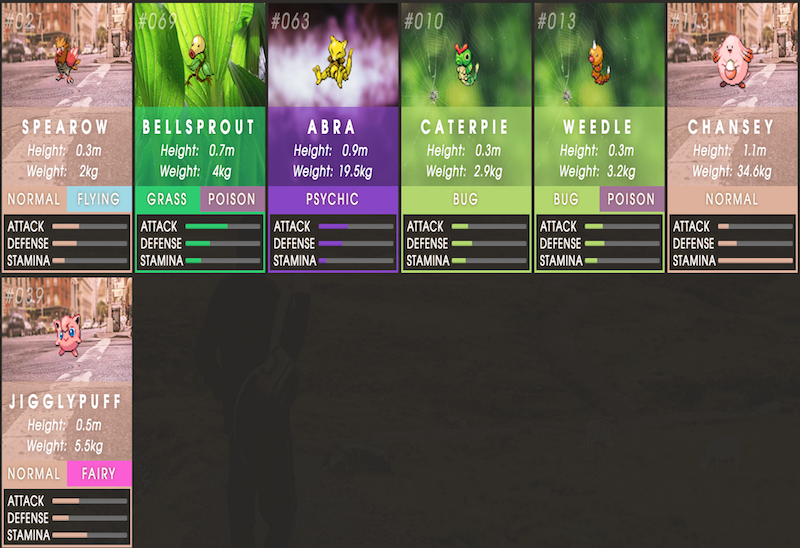 #021
SPEAROW
Height: 0.3m
Weight: 2kg
NORMAL FLYING
ATTACK
DEFENSE
STAMINA
#069
BELLSPROUT
Height: 0.7m
Weight: 4kg
GRASS POISON
ATTACK
DEFENSE
STAMINA
#063
ABRA
Height: 0.9m
Weight: 19.5kg
PSYCHIC
ATTACK
DEFENSE
STAMINA
#010
CATERPIE
Height: 0.3m
Weight: 2.9kg
BUG
ATTACK
DEFENSE
STAMINA
#013
WEEDLE
Height: 0.3m
Weight: 3.2kg
BUG POISON
ATTACK
DEFENSE
STAMINA
#113
CHANSEY
Height: 1.1m
Weight: 34.6kg
NORMAL
ATTACK
DEFENSE
STAMINA
#039
JIGGLYPUFF
Height: 0.5m
Weight: 5.5kg
NORMAL FAIRY
ATTACK
DEFENSE
STAMINA